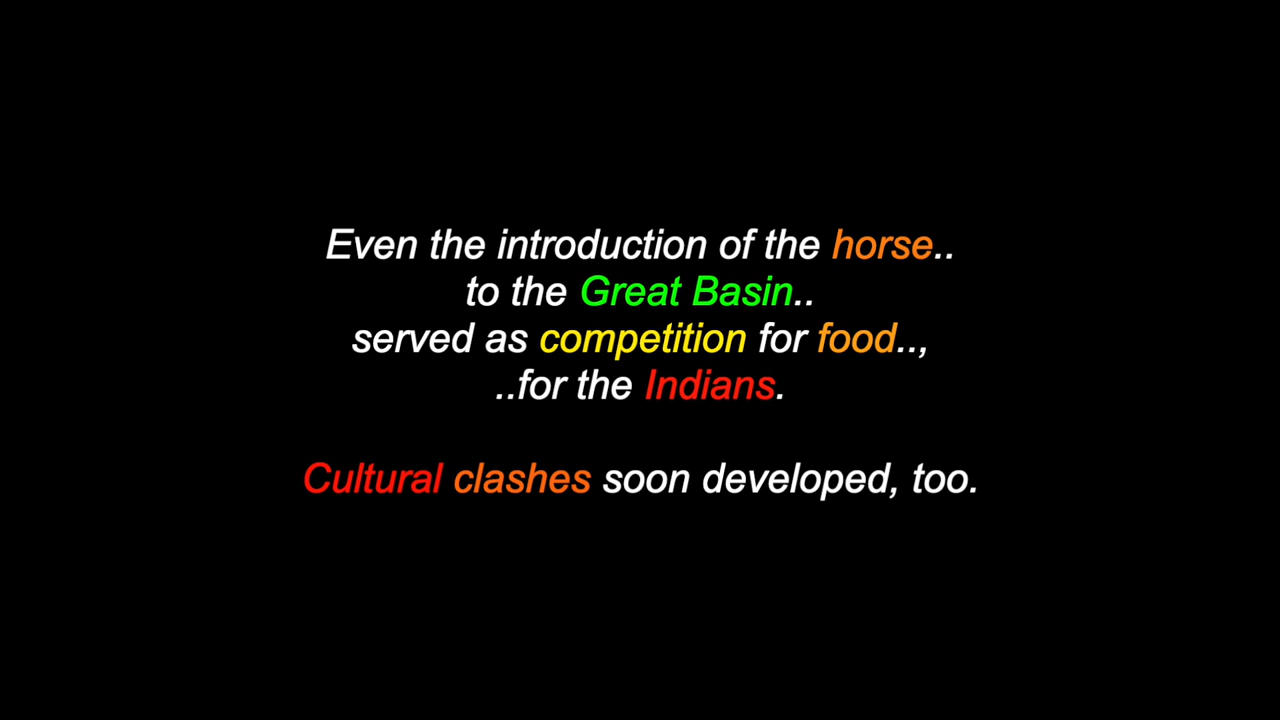 Even the introduction of the horse..
to the Great Basin..
served as competition for food..,
..for the Indians.
Cultural clashes soon developed, too.